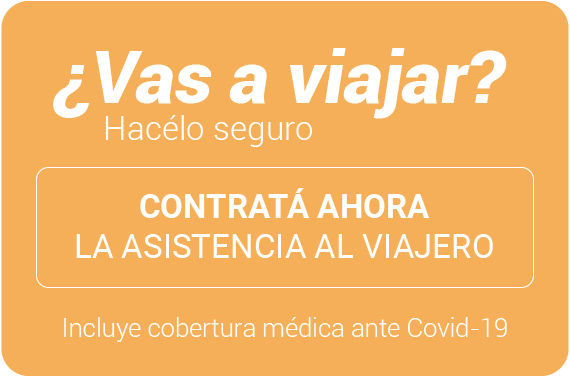 ¿Vas a viajar?
Hacélo seguro
CONTRATÁ AHORA
LA ASISTENCIA AL VIAJERO
Incluye cobertura médica ante Covid-19